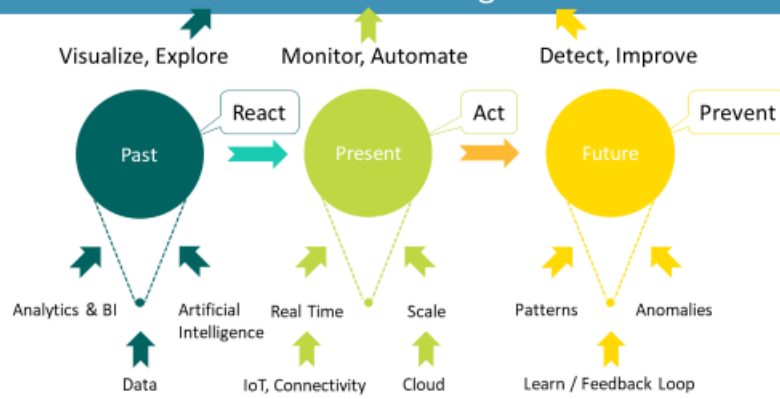 Visualize, Explore
Monitor, Automate
Detect, Improve
React
Act
Prevent
Past
Present
Future
Analytics & BI
Artificial
Intelligence
Real Time
Scale
Patterns
Anomalies
Data
IoT, Connectivity
Cloud
Learn / Feedback Loop